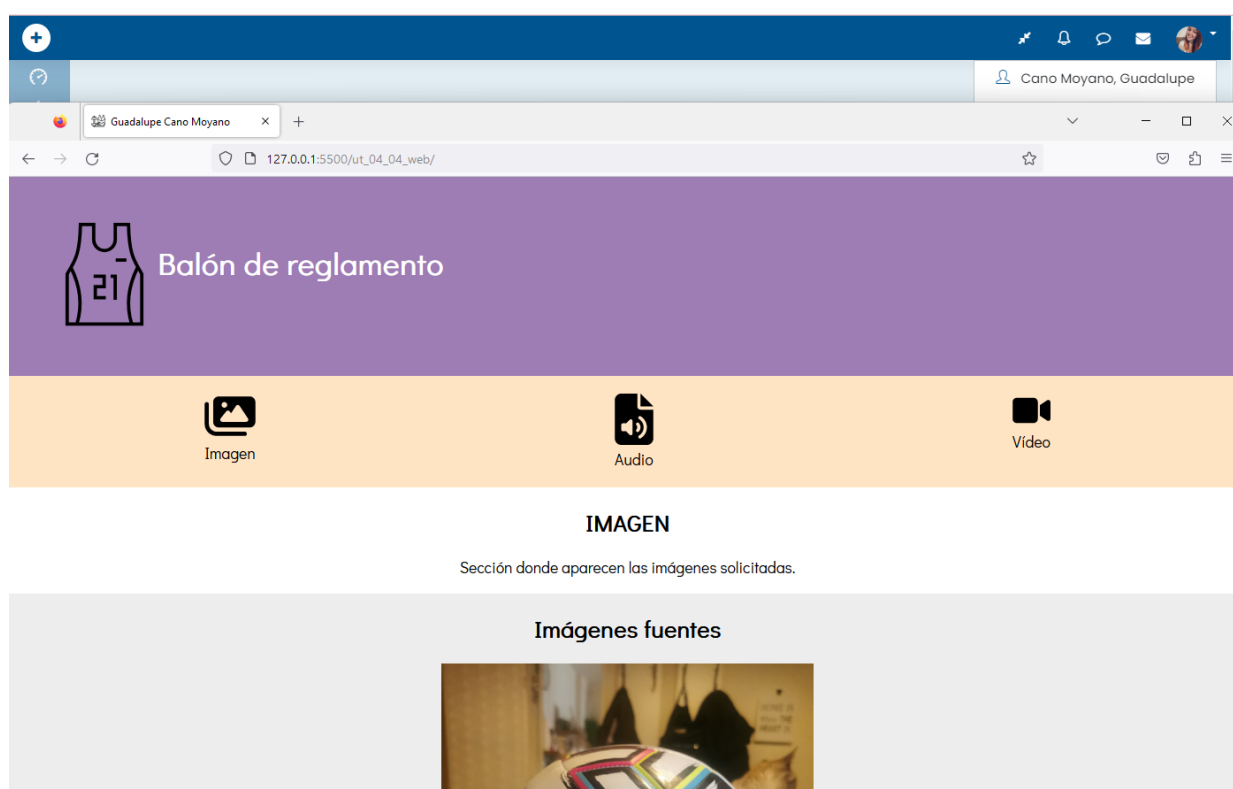 Cano Moyano, Guadalupe
Guadalupe Cano Moyano
127.0.0.1:5500/ut_04_04_web/
21
Balón de reglamento
Imagen
Audio
Vídeo
IMAGEN
Sección donde aparecen las imágenes solicitadas.
Imágenes fuentes